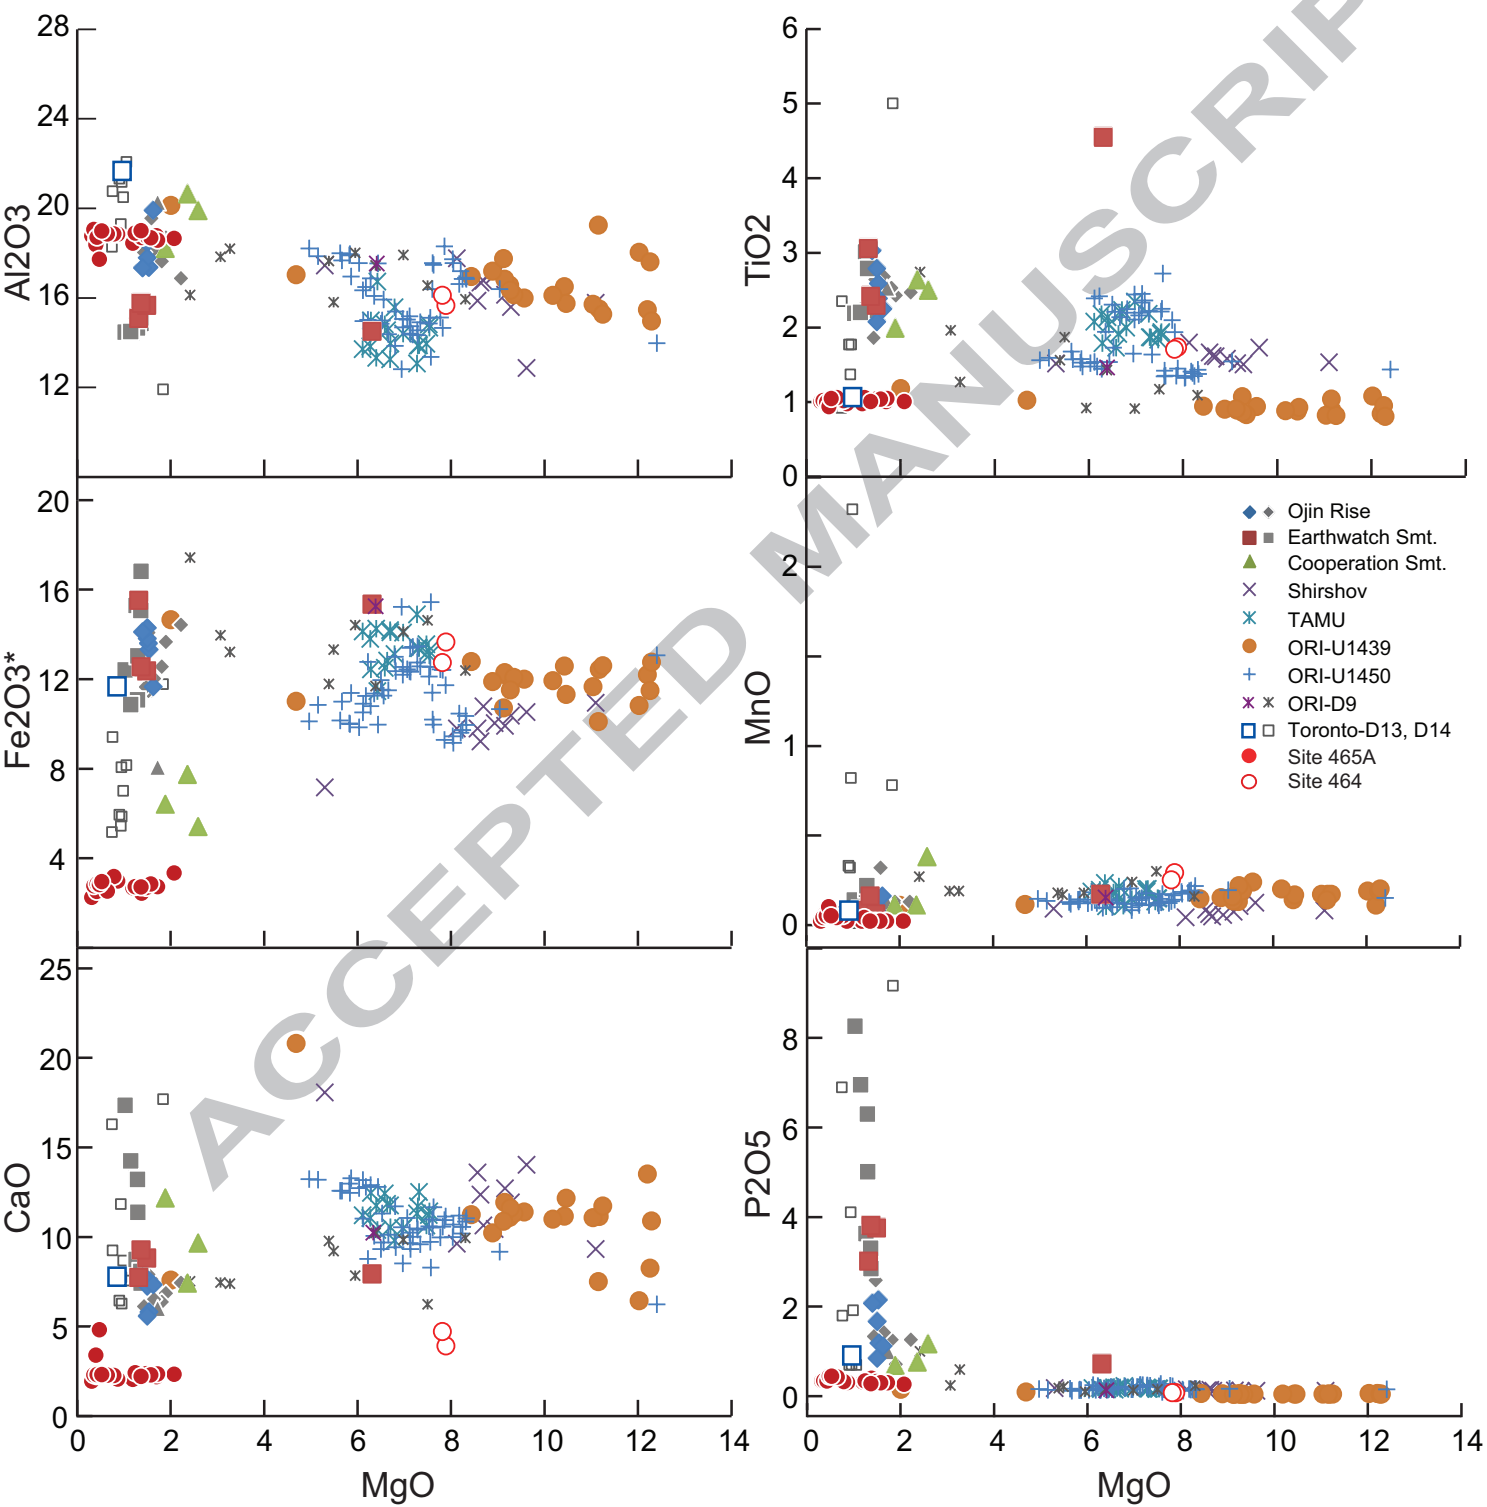 28
24
20
16
12
Al2O3
6
5
4
3
2
1
0
TiO2
20
16
12
8
4
Fe2O3*
0
2
1
0
MnO
Ojin Rise
Earthwatch Smt.
Cooperation Smt.
Shirshov
TAMU
ORI-U1439
ORI-U1450
ORI-D9
Toronto-D13, D14
Site 465A
Site 464
25
20
15
10
5
0
CaO
0 2 4 6 8 10 12 14
MgO
8
6
4
2
0
P2O5
0 2 4 6 8 10 12 14
MgO
ACCEPTED MANUSCRIP